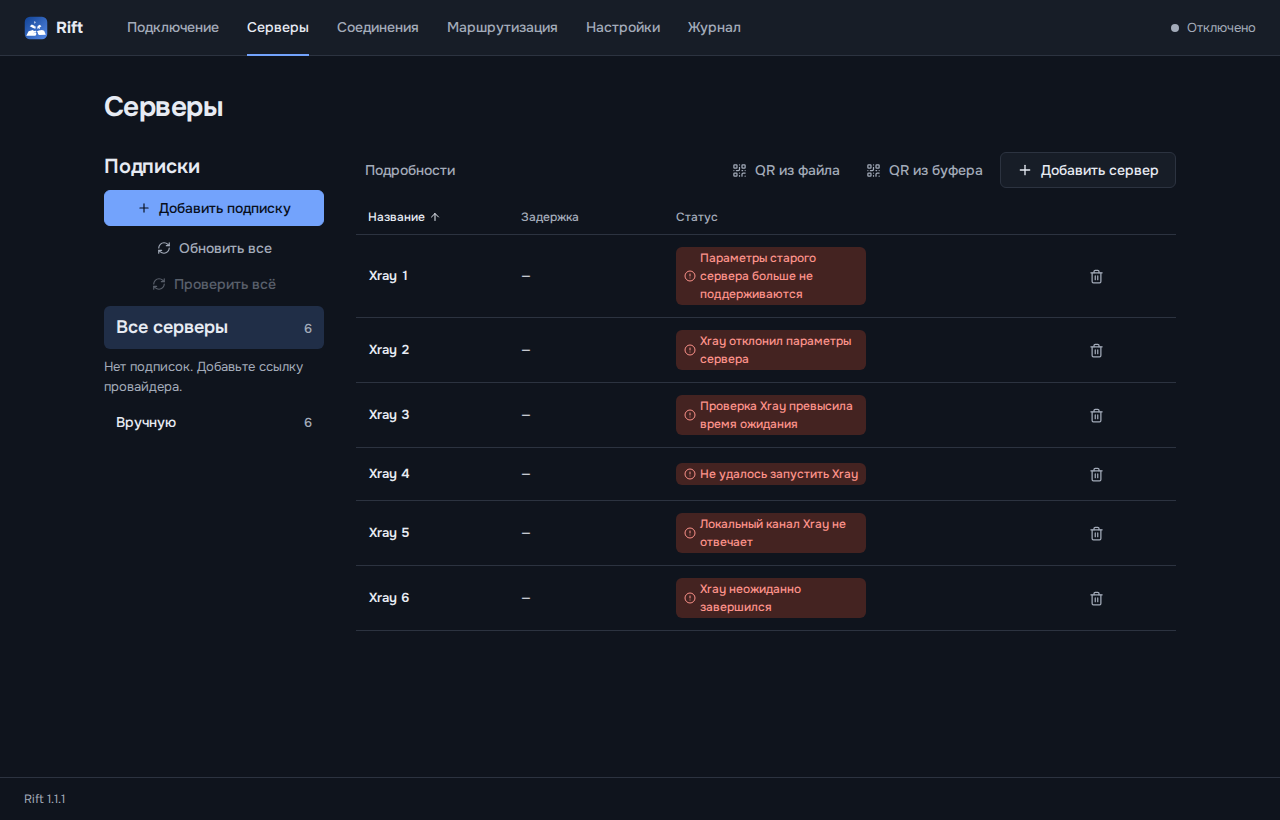 Rift
Подключение
Серверы
Соединения
Маршрутизация
Настройки
Журнал
Отключено
Серверы
Подписки
Добавить подписку
Обновить все
Проверить всё
Все серверы 6
Нет подписок. Добавьте ссылку
провайдера.
Вручную 6
Подробности
QR из файла
QR из буфера
Добавить сервер
Название ↑ Задержка Статус
Xray 1 –
Параметры старого
сервера больше не
поддерживаются
Xray 2 –
Xray отклонил параметры
сервера
Xray 3 –
Проверка Xray превысила
время ожидания
Xray 4 –
Не удалось запустить Xray
Xray 5 –
Локальный канал Xray не
отвечает
Xray 6 –
Xray неожиданно
завершился
Rift 1.1.1